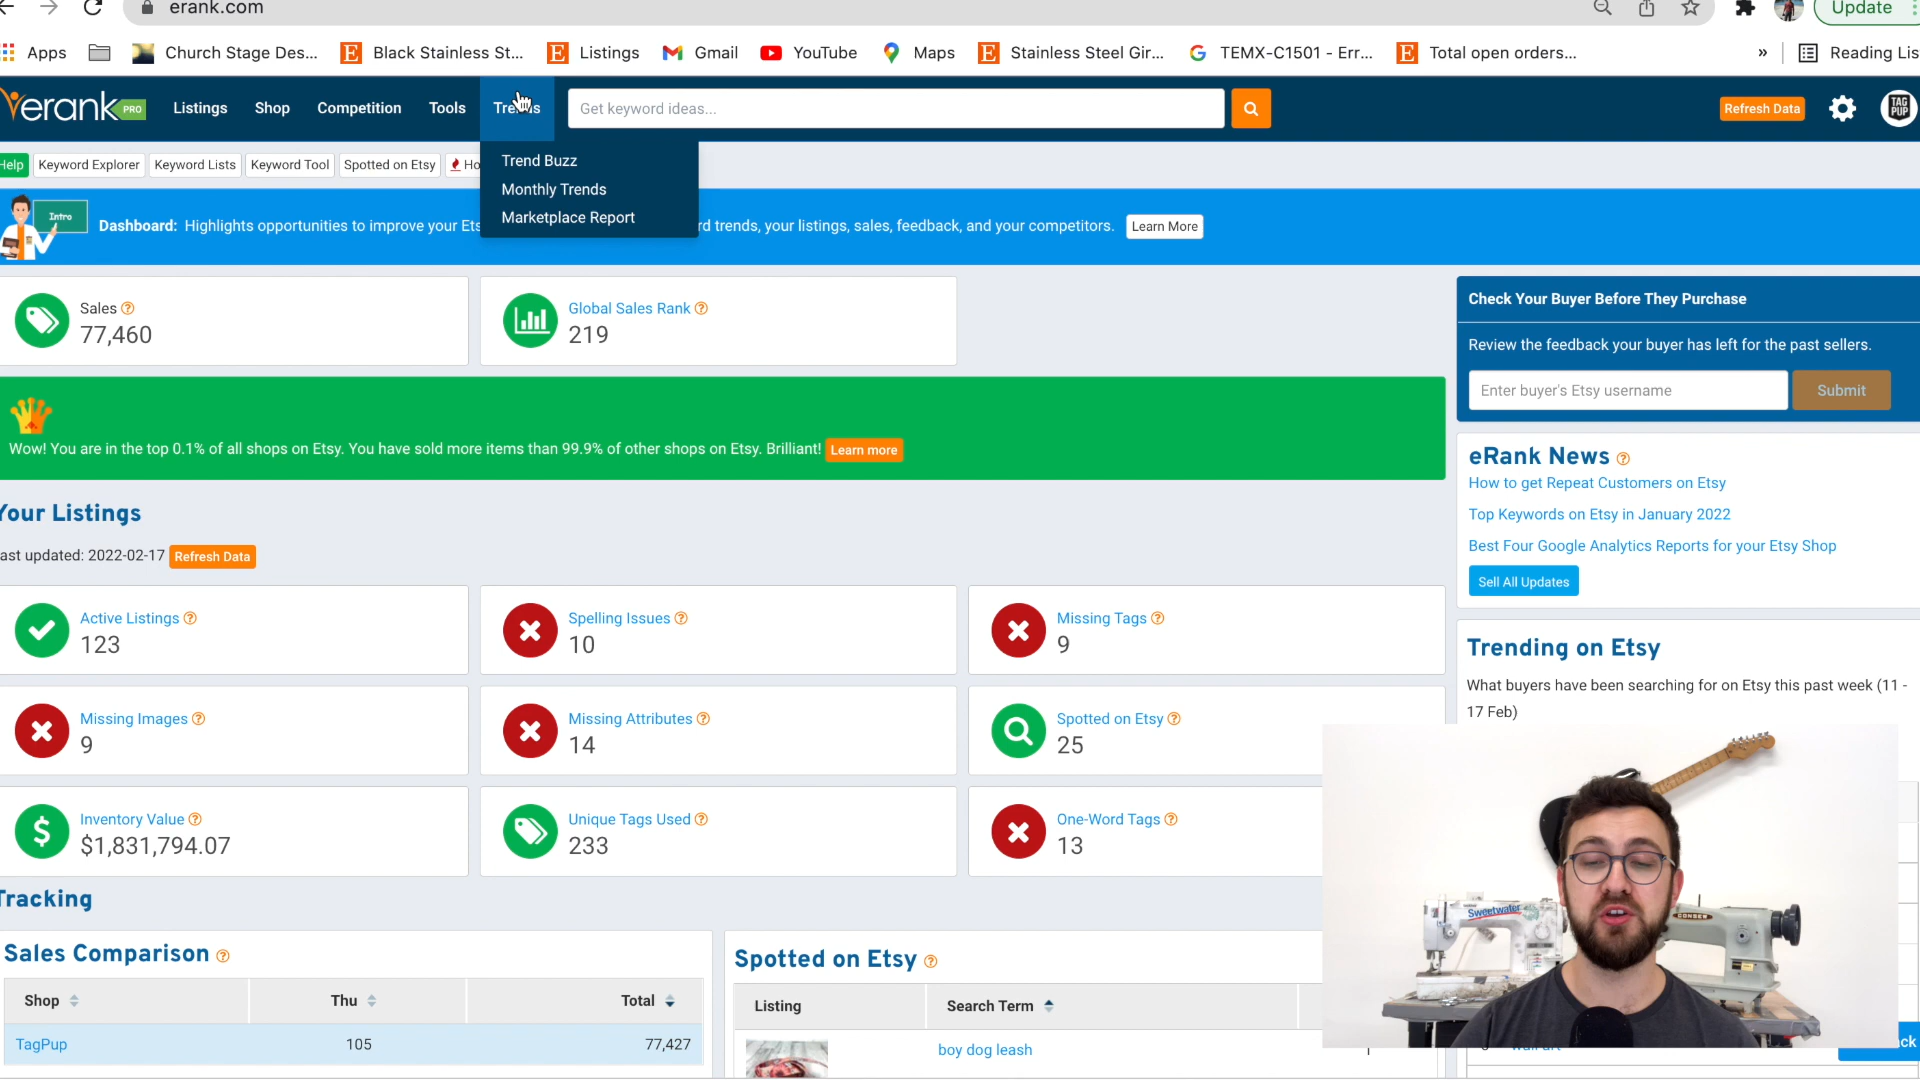 erank.com
Update
Apps
Church Stage Des...
Black Stainless St...
Listings
Gmail
YouTube
Maps
Stainless Steel Gir...
TEMX-C1501 - Err...
Total open orders...
»
Reading Lis
erank PRO
Listings
Shop
Competition
Tools
Get keyword ideas...
Refresh Data
TAG PUP
Help
Keyword Explorer
Keyword Lists
Keyword Tool
Spotted on Etsy
Ho
Trend Buzz
Monthly Trends
Marketplace Report
Intro
Dashboard: Highlights opportunities to improve your Ets
rd trends, your listings, sales, feedback, and your competitors.
Learn More
Sales
77,460
Global Sales Rank
219
Check Your Buyer Before They Purchase
Review the feedback your buyer has left for the past sellers.
Enter buyer's Etsy username
Submit
Wow! You are in the top 0.1% of all shops on Etsy. You have sold more items than 99.9% of other shops on Etsy. Brilliant! Learn more
eRank News
How to get Repeat Customers on Etsy
Top Keywords on Etsy in January 2022
Best Four Google Analytics Reports for your Etsy Shop
Sell All Updates
Your Listings
ast updated: 2022-02-17 Refresh Data
Active Listings
123
Spelling Issues
10
Missing Tags
9
Missing Images
9
Missing Attributes
14
Spotted on Etsy
25
Inventory Value
$1,831,794.07
Unique Tags Used
233
One-Word Tags
13
Trending on Etsy
What buyers have been searching for on Etsy this past week (11 -
17 Feb)
Tracking
Sales Comparison
Shop
Thu
Total
TagPup
105
77,427
Spotted on Etsy
Listing
Search Term
boy dog leash
Sweetwater
CONSEW
ck